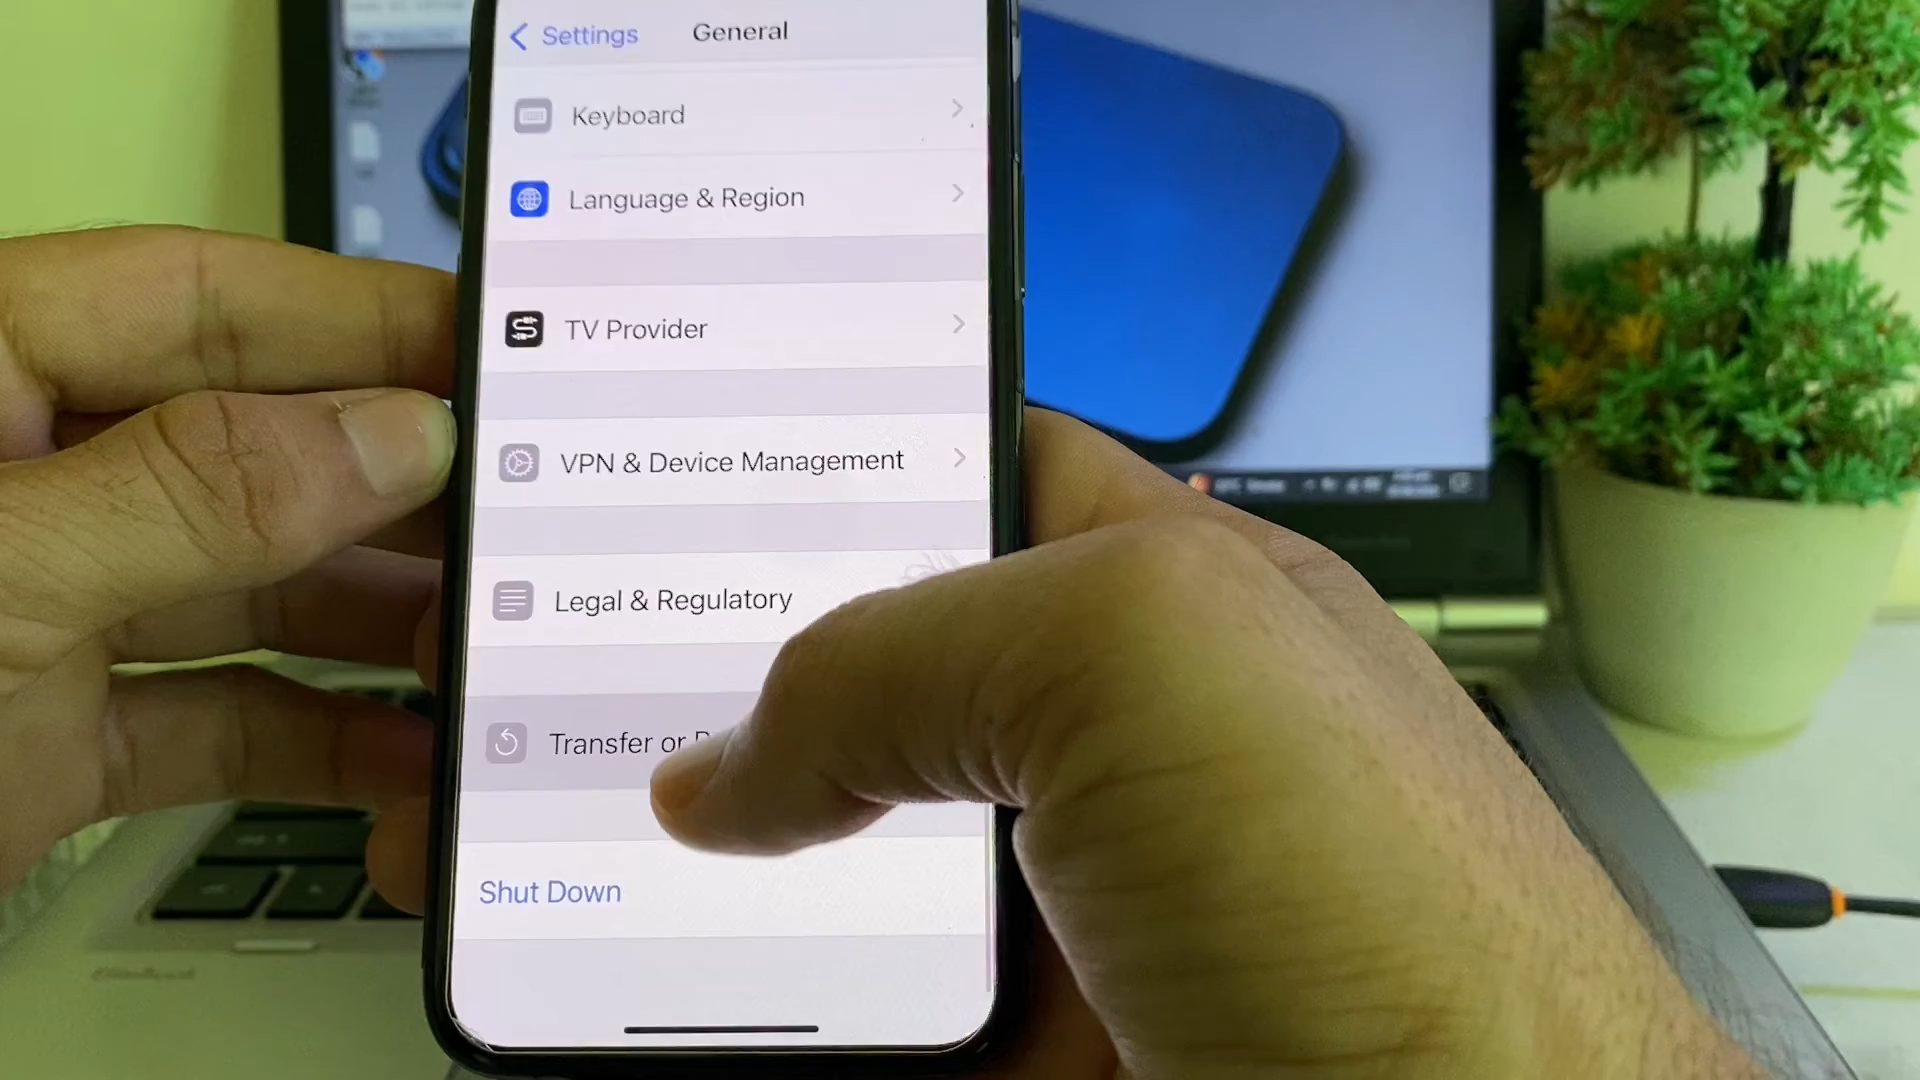 Settings
General
Keyboard
Language & Region
TV Provider
VPN & Device Management
Legal & Regulatory
Transfer or
Shut Down